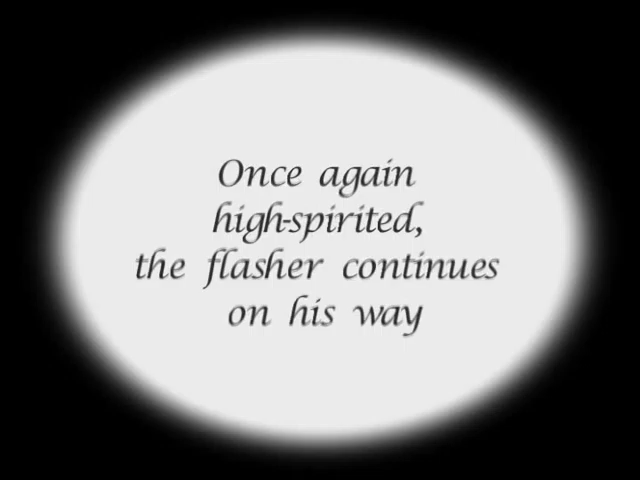 Once again
high-spirited,
the flasher continues
on his way